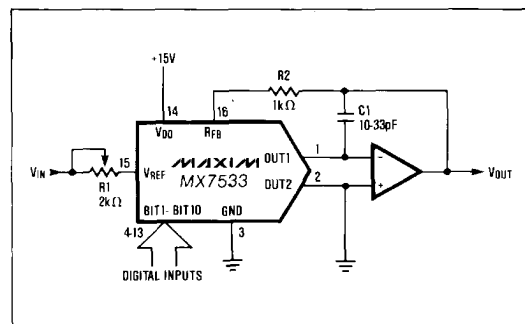 +15V
R2
1kΩ
14
16
C1
10-33pF
VDD
RFB
OUT1
1
VIN
15
VREF
MAXIM
MX7533
VOUT
R1
2kΩ
OUT2
2
BIT1- BIT10
GND
4-13
3
DIGITAL INPUTS
-
+